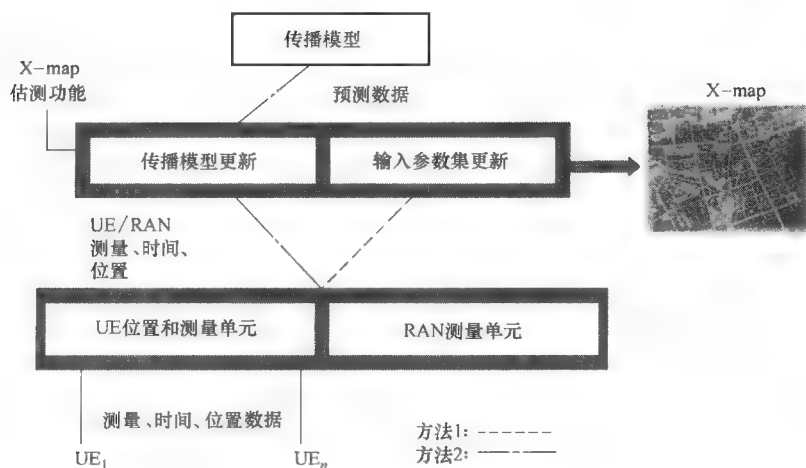 传播模型
X-map
估测功能
预测数据
X-map
传播模型更新
输入参数集更新
UE/RAN
测量、时间、
位置
UE位置和测量单元
RAN测量单元
测量、时间、位置数据
方法1:
方法2:
UE₁
UEₙ